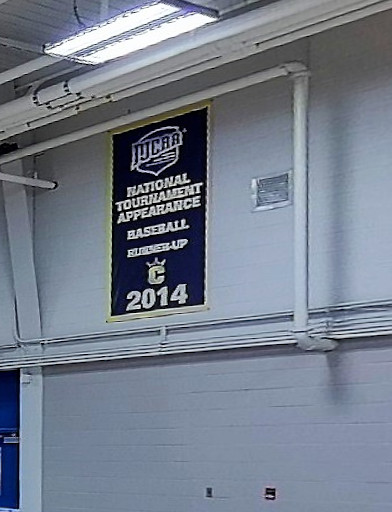 NJCAA
NATIONAL
TOURNAMENT
APPEARANCE
BASEBALL
RUNNER-UP
C
2014